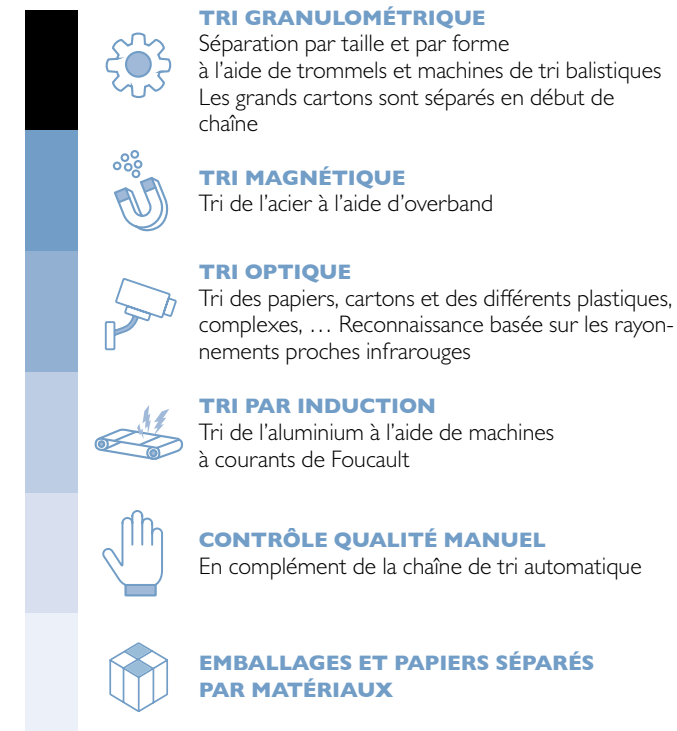 TRI GRANULOMÉTRIQUE
Séparation par taille et par forme
à l’aide de trommels et machines de tri balistiques
Les grands cartons sont séparés en début de
chaîne
TRI MAGNÉTIQUE
Tri de l’acier à l’aide d’overband
TRI OPTIQUE
Tri des papiers, cartons et des différents plastiques,
complexes, … Reconnaissance basée sur les rayon-
nements proches infrarouges
TRI PAR INDUCTION
Tri de l’aluminium à l’aide de machines
à courants de Foucault
CONTRÔLE QUALITÉ MANUEL
En complément de la chaîne de tri automatique
EMBALLAGES ET PAPIERS SÉPARÉS
PAR MATÉRIAUX